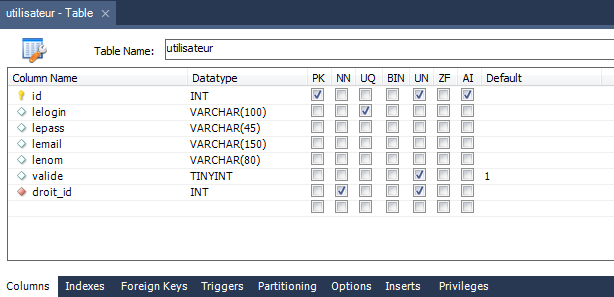 utilisateur - Table ×
Table Name: utilisateur
Column Name Datatype PK NN UQ BIN UN ZF AI Default
id INT
lelogin VARCHAR(100)
lepass VARCHAR(45)
lemail VARCHAR(150)
lenom VARCHAR(80)
valide TINYINT 1
droit_id INT
Columns Indexes Foreign Keys Triggers Partitioning Options Inserts Privileges